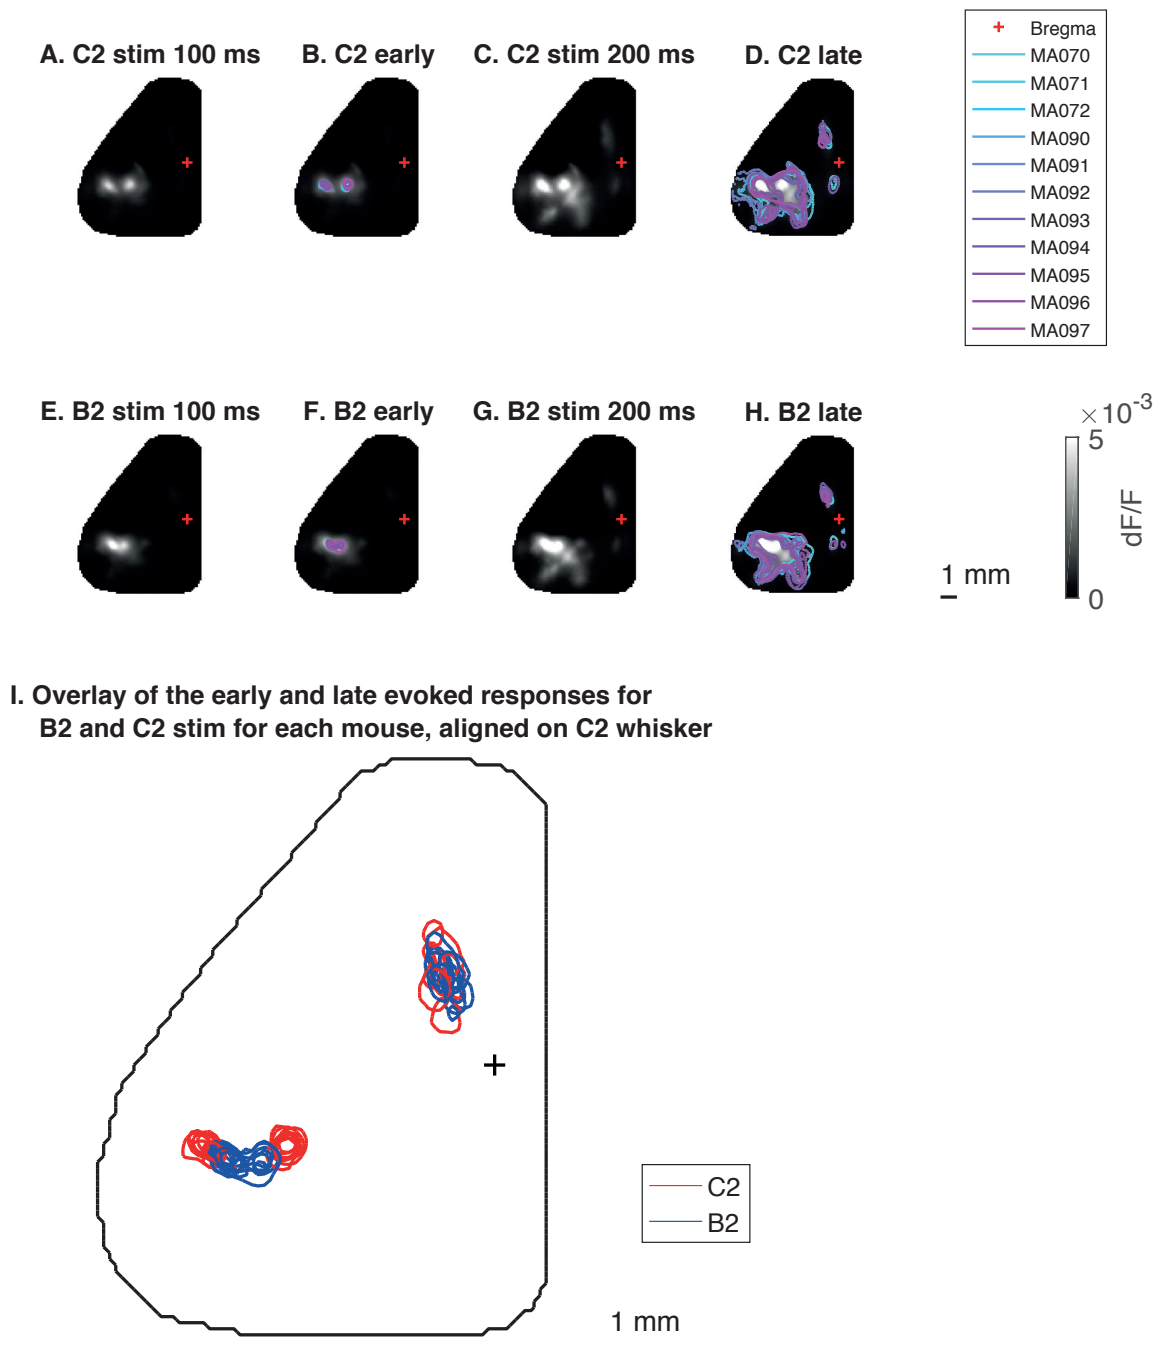 A. C2 stim 100 ms
B. C2 early
C. C2 stim 200 ms
D. C2 late
Bregma
MA070
MA071
MA072
MA090
MA091
MA092
MA093
MA094
MA095
MA096
MA097
E. B2 stim 100 ms
F. B2 early
G. B2 stim 200 ms
H. B2 late
×10-3
5
dF/F
0
1 mm
I. Overlay of the early and late evoked responses for
B2 and C2 stim for each mouse, aligned on C2 whisker
C2
B2
1 mm